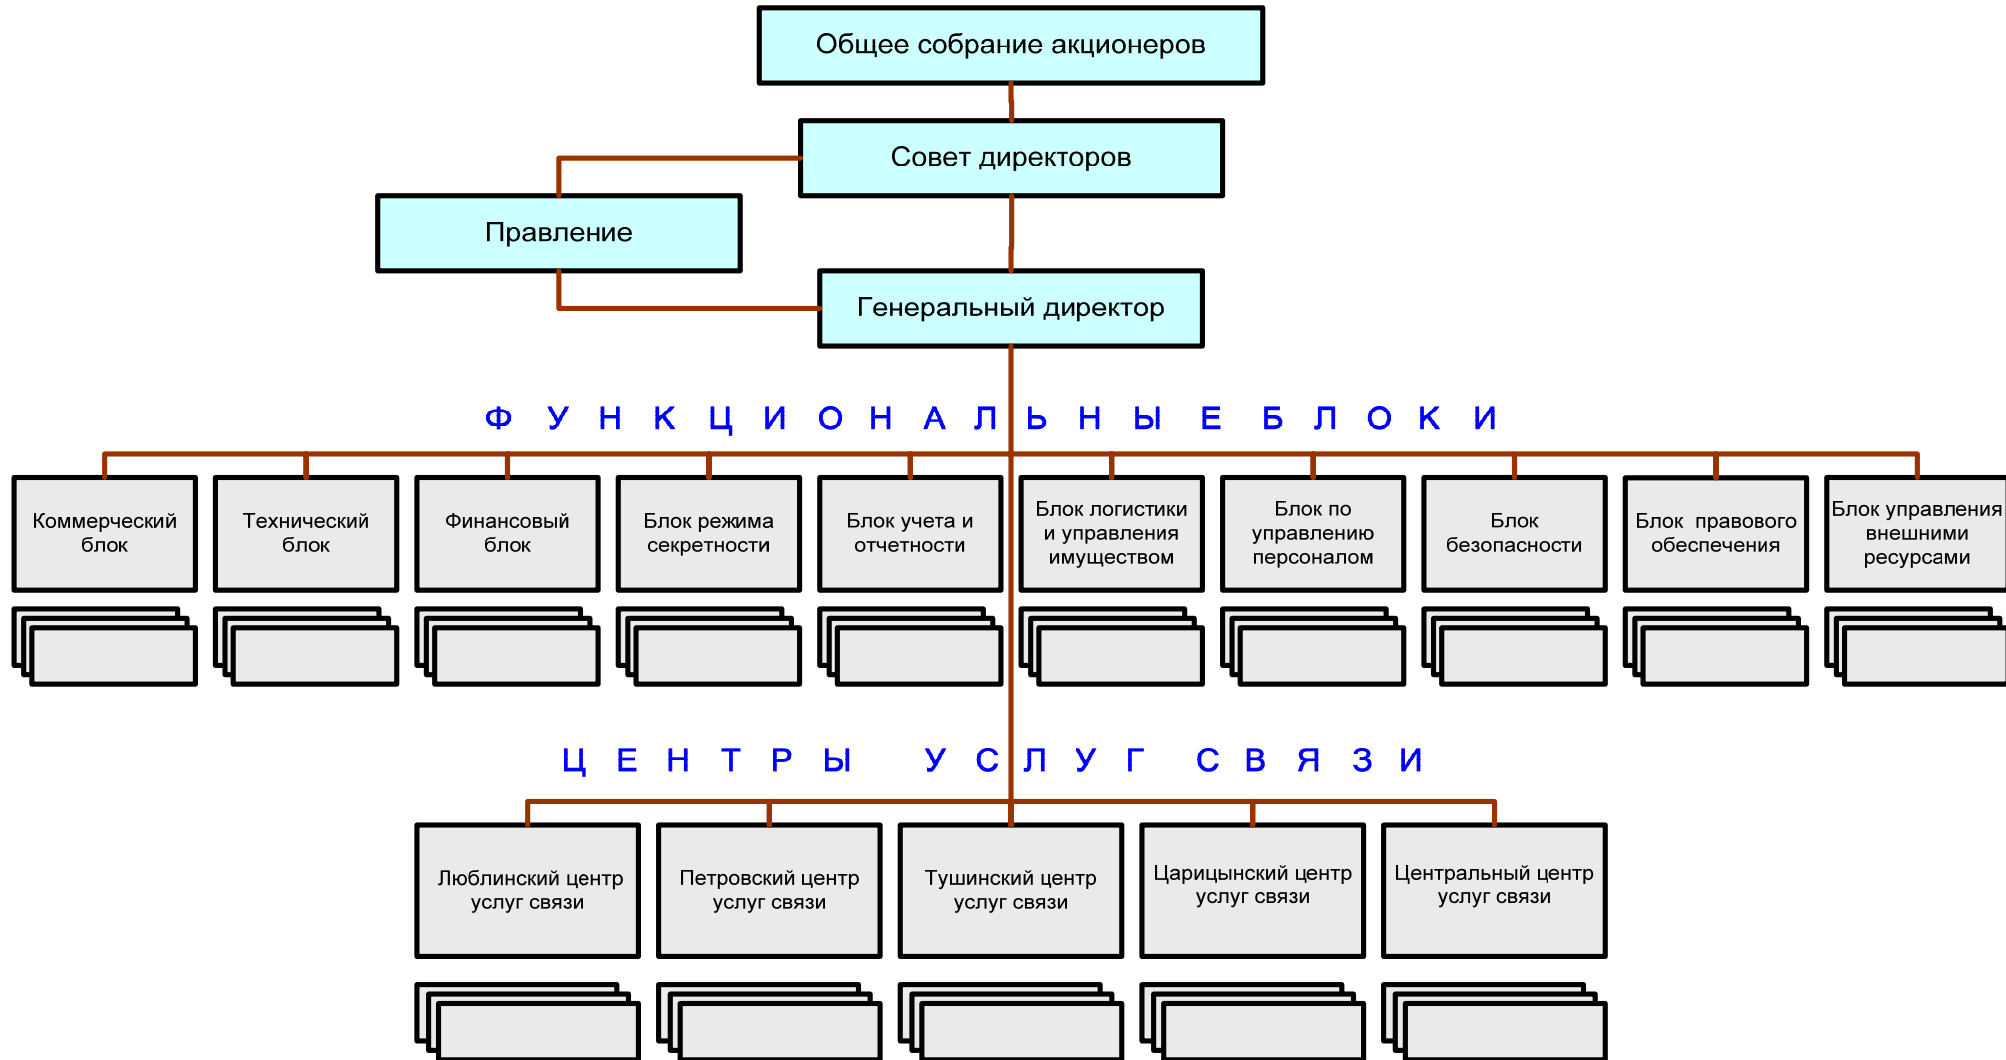 Общее собрание акционеров
Совет директоров
Правление
Генеральный директор
Ф У Н К Ц И О Н А Л Ь Н Ы Е Б Л О К И
Коммерческий
блок
Технический
блок
Финансовый
блок
Блок режима
секретности
Блок учета и
отчетности
Блок логистики
и управления
имуществом
Блок по
управлению
персоналом
Блок
безопасности
Блок правового
обеспечения
Блок управления
внешними
ресурсами
Ц Е Н Т Р Ы У С Л У Г С В Я З И
Люблинский центр
услуг связи
Петровский центр
услуг связи
Тушинский центр
услуг связи
Царицынский центр
услуг связи
Центральный центр
услуг связи